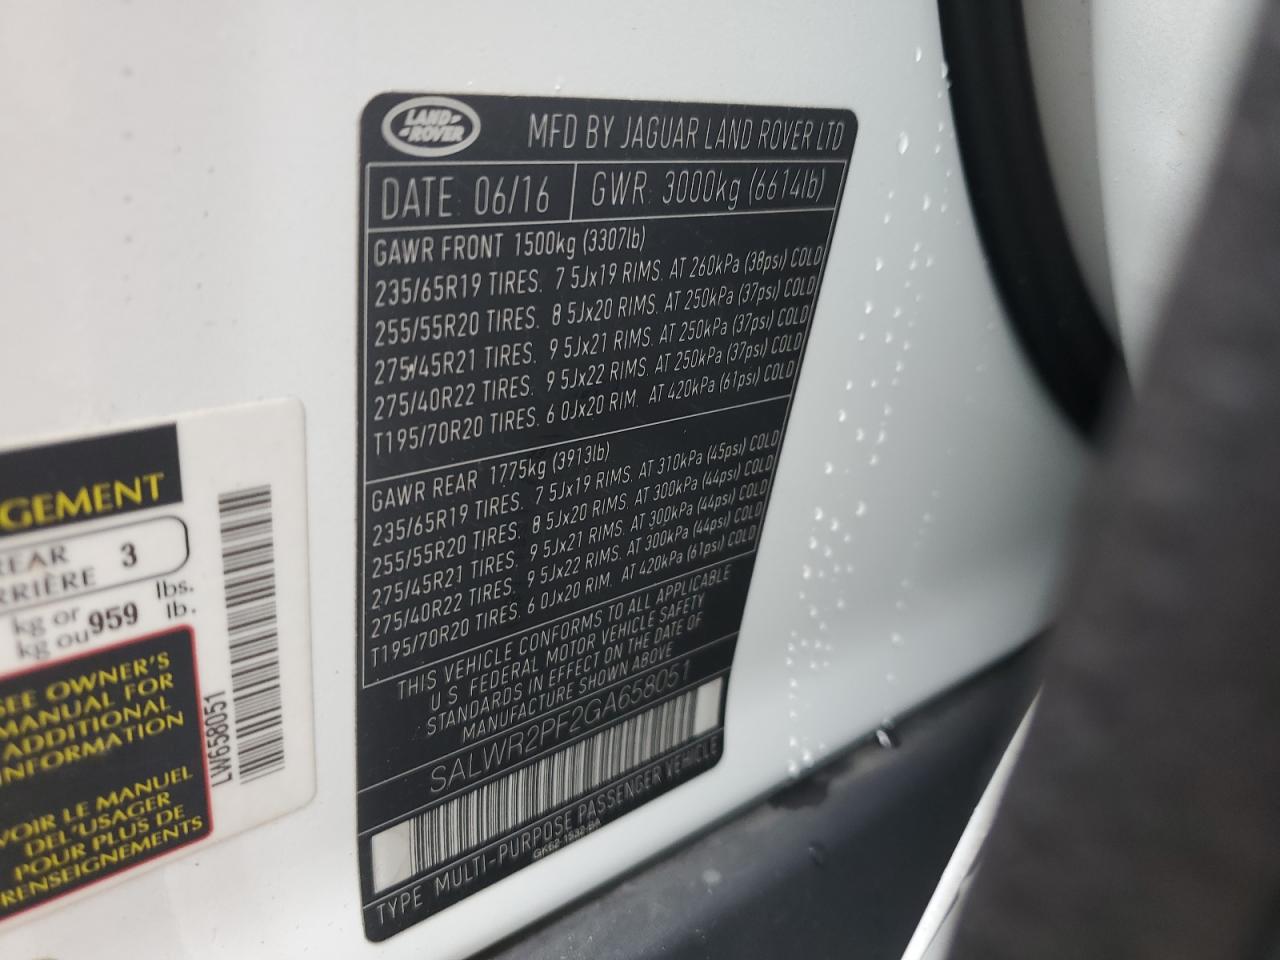 LAND-
-ROVER
MFD BY JAGUAR LAND ROVER LTD
DATE: 06/16 GWR: 3000kg (6614lb)
GAWR FRONT 1500kg (3307lb)
235/65R19 TIRES. 7 5Jx19 RIMS. AT 260kPa (38psi) COLD
255/55R20 TIRES. 8 5Jx20 RIMS. AT 250kPa (37psi) COLD
275/45R21 TIRES. 9 5Jx21 RIMS. AT 250kPa (37psi) COLD
275/40R22 TIRES. 9 5Jx22 RIMS. AT 250kPa (37psi) COLD
T195/70R20 TIRES. 6 0Jx20 RIM. AT 420kPa (61psi) COLD
GAWR REAR 1775kg (3913lb)
235/65R19 TIRES. 7 5Jx19 RIMS. AT 310kPa (45psi) COLD
255/55R20 TIRES. 8 5Jx20 RIMS. AT 300kPa (44psi) COLD
275/45R21 TIRES. 9 5Jx21 RIMS. AT 300kPa (44psi) COLD
275/40R22 TIRES. 9 5Jx22 RIMS. AT 300kPa (44psi) COLD
T195/70R20 TIRES. 6 0Jx20 RIM. AT 420kPa (61psi) COLD
THIS VEHICLE CONFORMS TO ALL APPLICABLE
U S FEDERAL MOTOR VEHICLE SAFETY
STANDARDS IN EFFECT ON THE DATE OF
MANUFACTURE SHOWN ABOVE
SALWR2PF2GA658051
TYPE MULTI-PURPOSE PASSENGER VEHICLE
GK62-1532-BA
GEMENT
REAR 3
RRIÈRE
kg or 959 lbs.
kg ou lb.
SEE OWNER'S
MANUAL FOR
ADDITIONAL
INFORMATION
VOIR LE MANUEL
DEL'USAGER
POUR PLUS DE
RENSEIGNEMENTS
LW658051